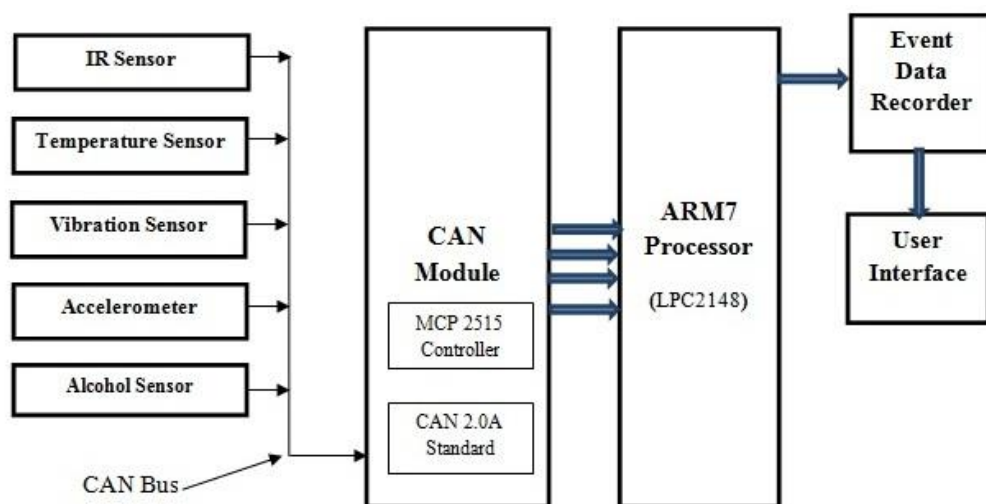 IR Sensor
Temperature Sensor
Vibration Sensor
Accelerometer
Alcohol Sensor
CAN Bus
CAN
Module
MCP 2515
Controller
CAN 2.0A
Standard
ARM7
Processor
(LPC2148)
Event
Data
Recorder
User
Interface